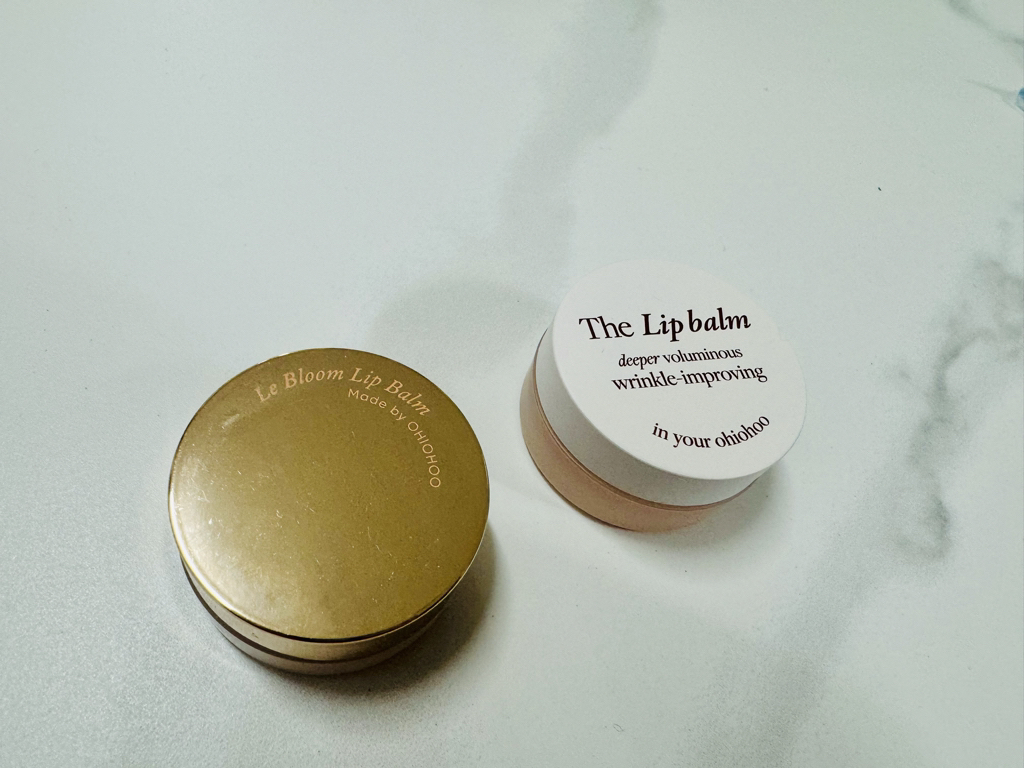 Le Bloom Lip Balm
Made by OHIOHOO
The Lip balm
deeper voluminous
wrinkle-improving
in your ohiohoo